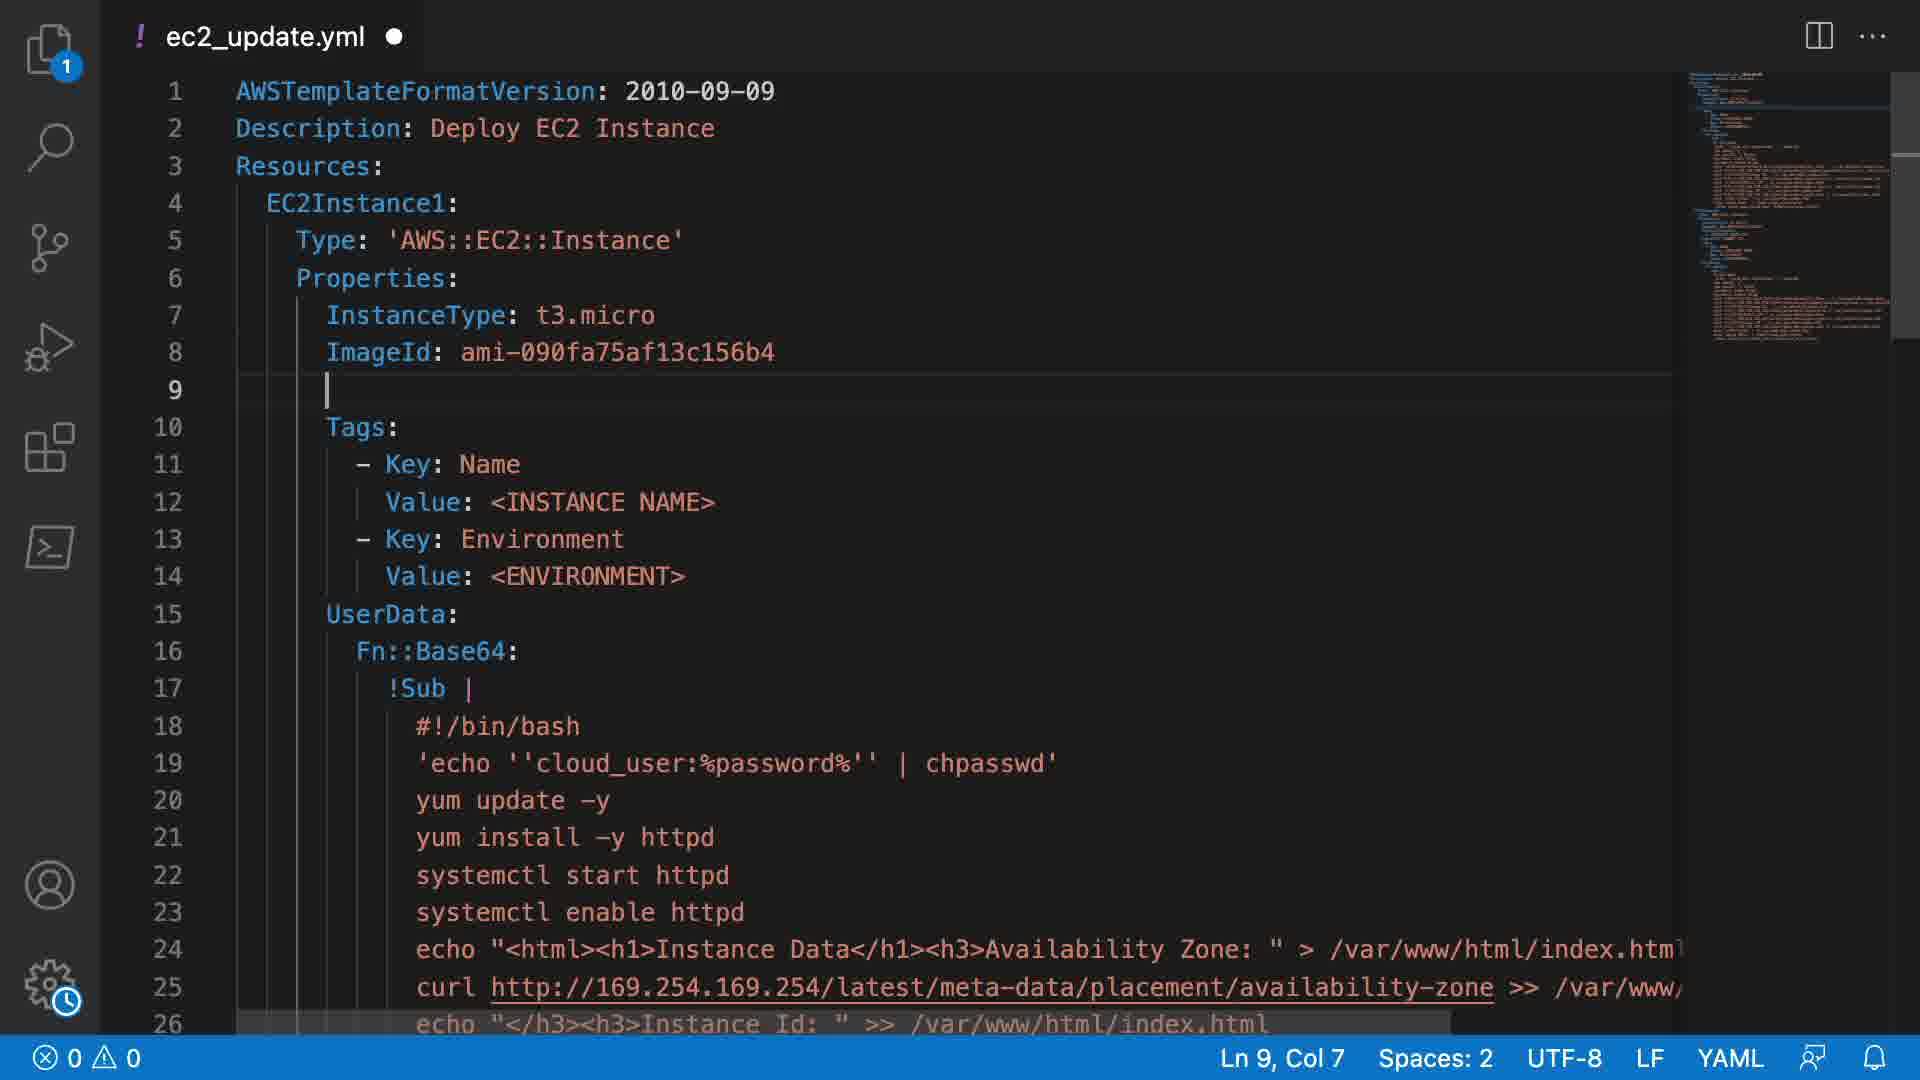 ! ec2_update.yml
1
1 AWSTemplateFormatVersion: 2010-09-09
2 Description: Deploy EC2 Instance
3 Resources:
4 EC2Instance1:
5 Type: 'AWS::EC2::Instance'
6 Properties:
7 InstanceType: t3.micro
8 ImageId: ami-090fa75af13c156b4
9
10 Tags:
11 - Key: Name
12 Value: <INSTANCE NAME>
13 - Key: Environment
14 Value: <ENVIRONMENT>
15 UserData:
16 Fn::Base64:
17 !Sub |
18 #!/bin/bash
19 'echo ''cloud_user:%password%'' | chpasswd'
20 yum update -y
21 yum install -y httpd
22 systemctl start httpd
23 systemctl enable httpd
24 echo "<html><h1>Instance Data</h1><h3>Availability Zone: " > /var/www/html/index.html
25 curl http://169.254.169.254/latest/meta-data/placement/availability-zone >> /var/www/
26 echo "</h3><h3>Instance Id: " >> /var/www/html/index.html
0 0 Ln 9, Col 7 Spaces: 2 UTF-8 LF YAML